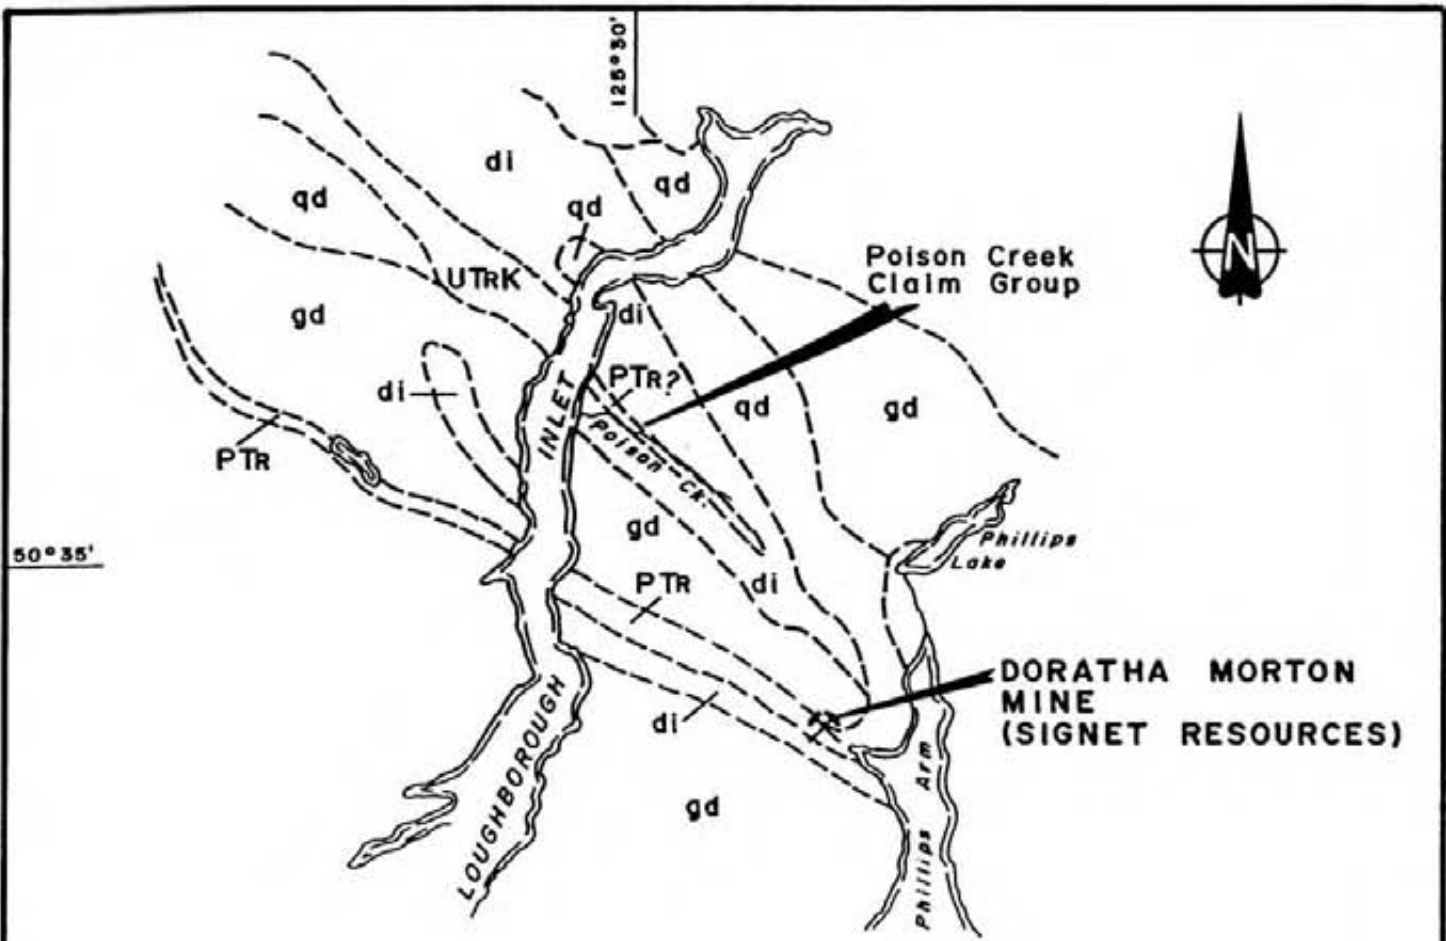 125°30'
di
qd
qd
qd
N
Poison Creek
Claim Group
UTRK
gd
di
PTR?
di
INLET
qd
gd
PTR
Poison Ck.
gd
Phillips
Lake
50°35'
PTR
di
DORATHA MORTON
MINE
(SIGNET RESOURCES)
di
LOUGHBOROUGH
gd
Phillips Arm